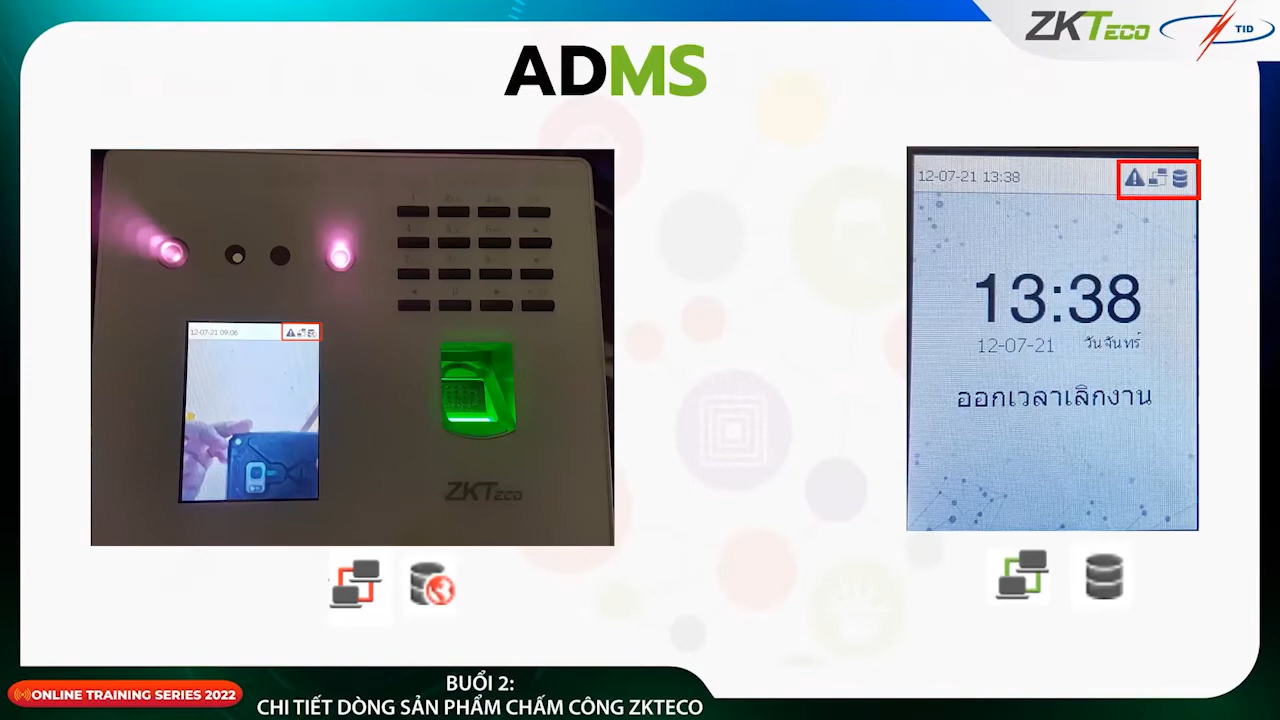 ZKTECO
TID
ADMS
12-07-21 09:06
ZKTECO
12-07-21 13:38
13:38
12-07-21 วันจันทร์
ออกเวลาเลิกงาน
ONLINE TRAINING SERIES 2022
BUỔI 2:
CHI TIẾT DÒNG SẢN PHẨM CHẤM CÔNG ZKTECO